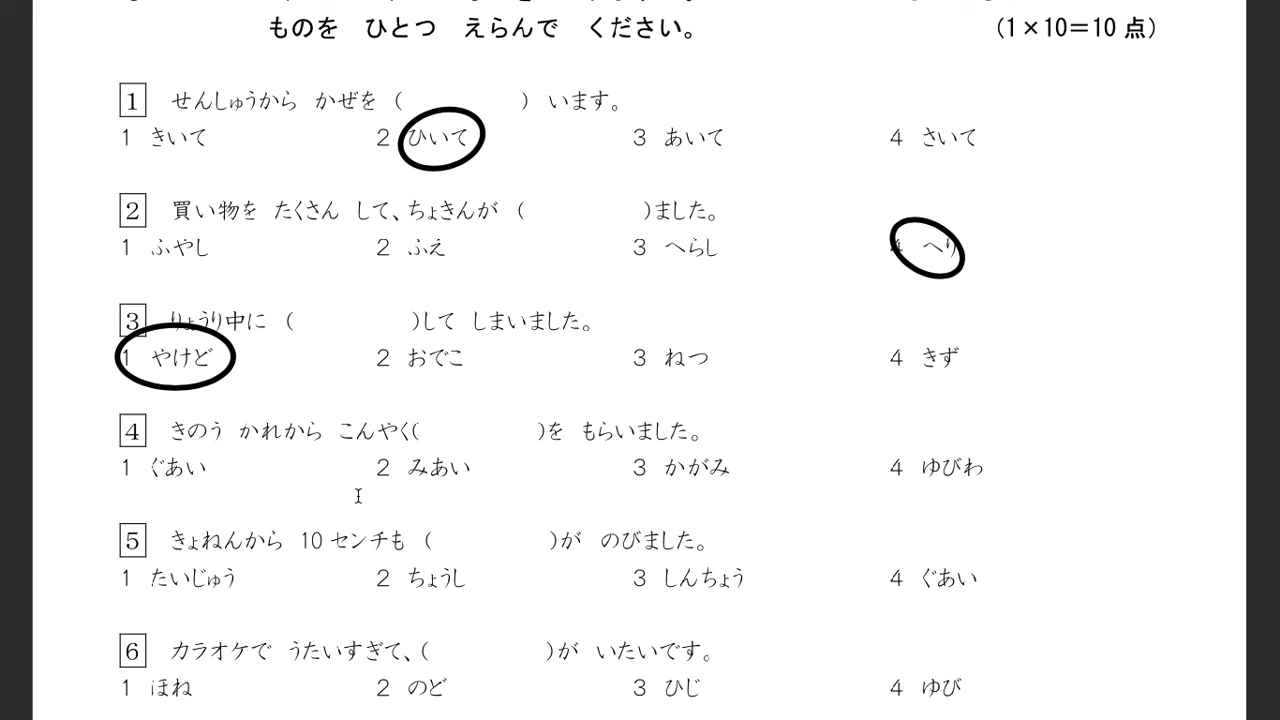 ものを　ひとつ　えらんで　ください。　（1×10＝10 点）
1　せんしゅうから　かぜを　（　　　　）　います。
1　きいて　2　ひいて　3　あいて　4　さいて
2　買い物を　たくさん　して、ちょきんが　（　　　　）ました。
1　ふやし　2　ふえ　3　へらし　4　へり
3　りょうり中に　（　　　　）して　しまいました。
1　やけど　2　おでこ　3　ねつ　4　きず
4　きのう　かれから　こんやく（　　　　）を　もらいました。
1　ぐあい　2　みあい　3　かがみ　4　ゆびわ
5　きょねんから　10 センチも　（　　　　）が　のびました。
1　たいじゅう　2　ちょうし　3　しんちょう　4　ぐあい
6　カラオケで　うたいすぎて、（　　　　）が　いたいです。
1　ほね　2　のど　3　ひじ　4　ゆび